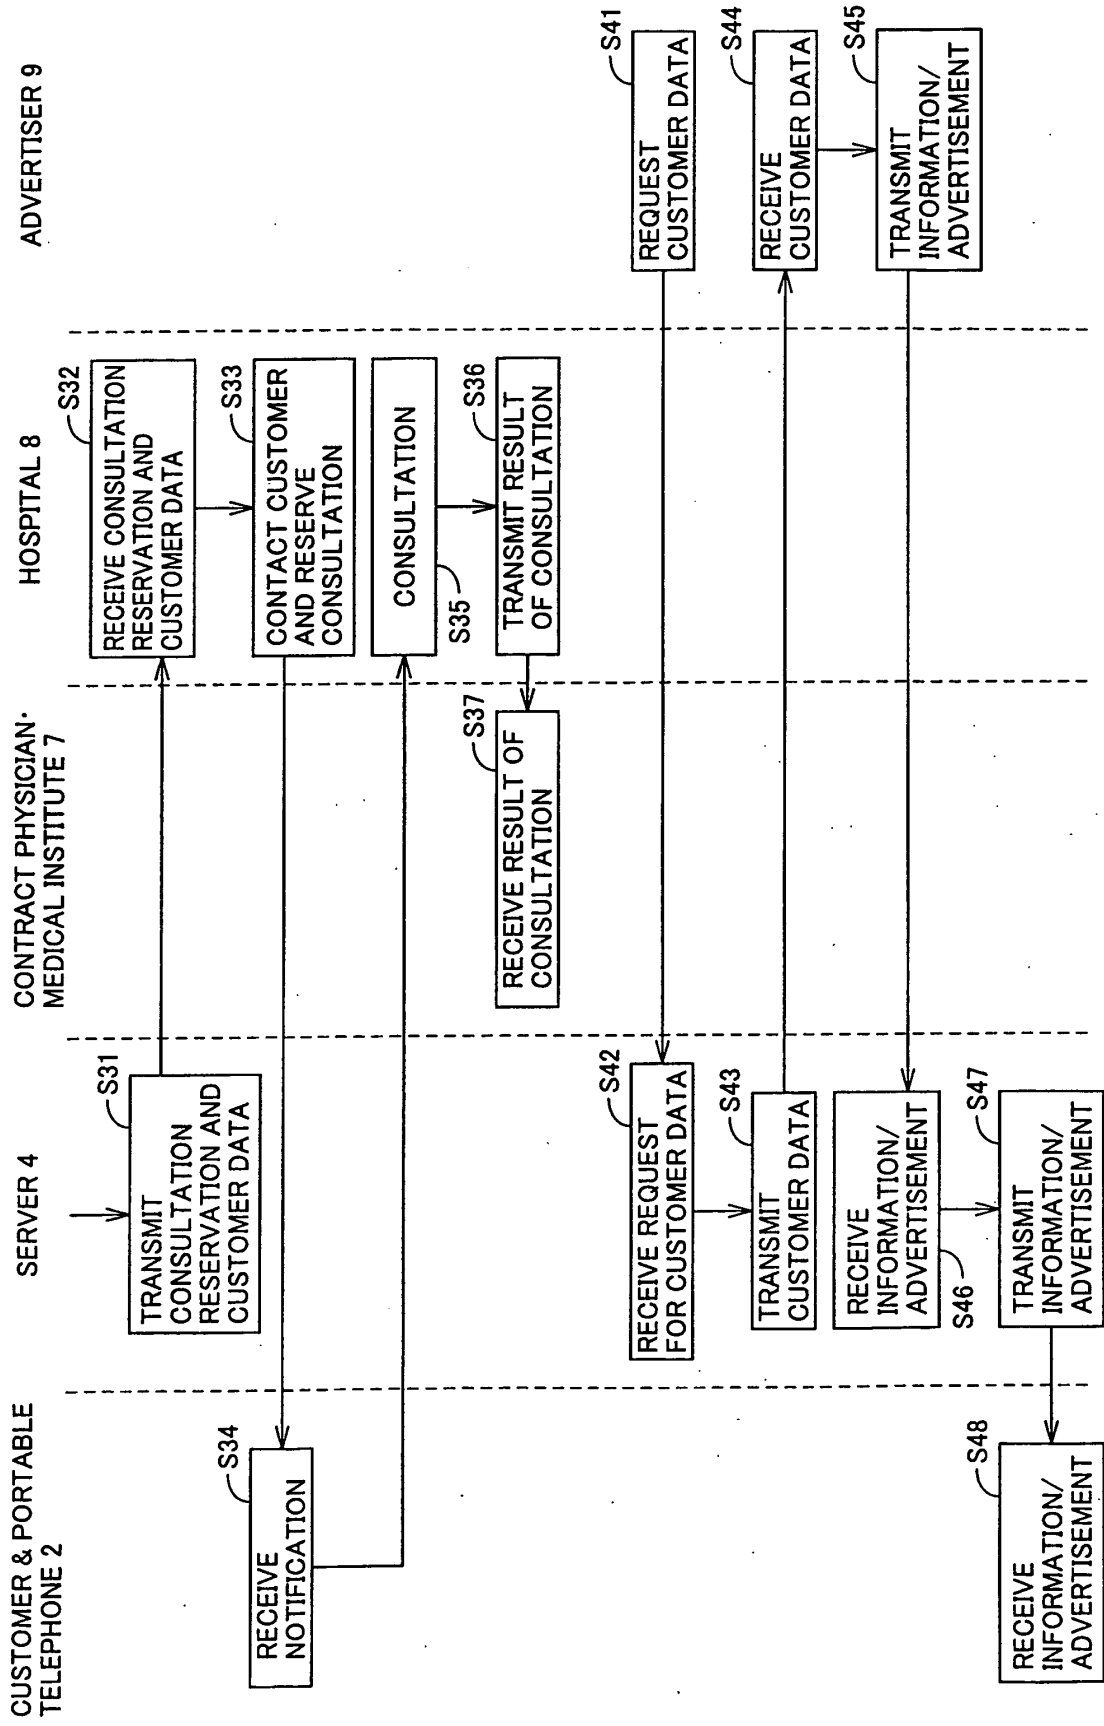 CUSTOMER & PORTABLE
TELEPHONE 2
SERVER 4
CONTRACT PHYSICIAN·
MEDICAL INSTITUTE 7
HOSPITAL 8
ADVERTISER 9
S31
TRANSMIT
CONSULTATION
RESERVATION AND
CUSTOMER DATA
S32
RECEIVE CONSULTATION
RESERVATION AND
CUSTOMER DATA
S33
CONTACT CUSTOMER
AND RESERVE
CONSULTATION
S34
RECEIVE
NOTIFICATION
CONSULTATION
S35
S36
TRANSMIT RESULT
OF CONSULTATION
S37
RECEIVE RESULT OF
CONSULTATION
S41
REQUEST
CUSTOMER DATA
S42
RECEIVE REQUEST
FOR CUSTOMER DATA
S43
TRANSMIT
CUSTOMER DATA
S44
RECEIVE
CUSTOMER DATA
S45
TRANSMIT
INFORMATION/
ADVERTISEMENT
RECEIVE
INFORMATION/
ADVERTISEMENT
S46
S47
TRANSMIT
INFORMATION/
ADVERTISEMENT
S48
RECEIVE
INFORMATION/
ADVERTISEMENT